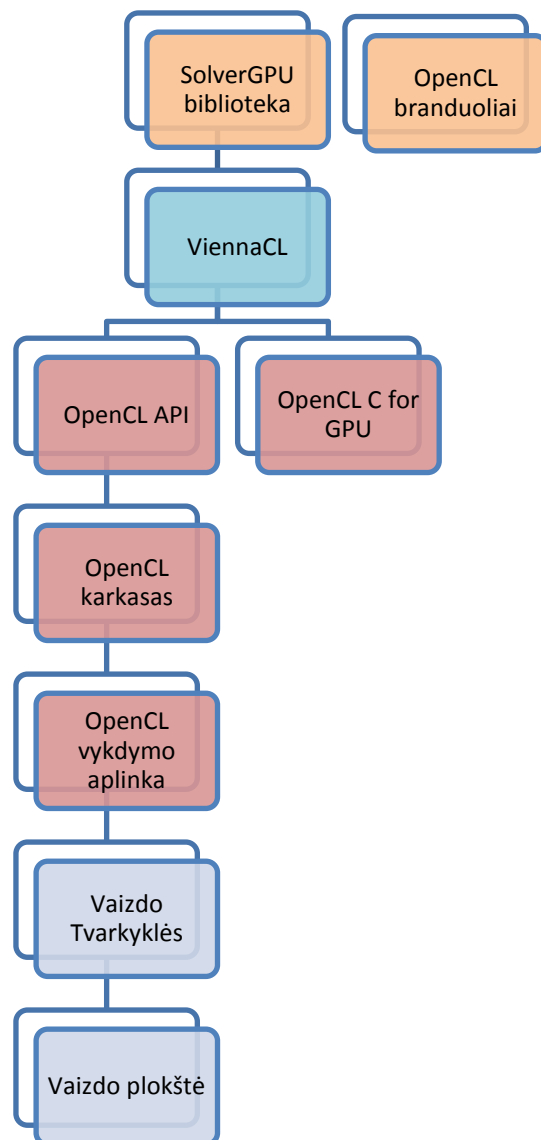 SolverGPU
biblioteka
OpenCL
branduoliai
ViennaCL
OpenCL API
OpenCL C for
GPU
OpenCL
karkasas
OpenCL
vykdymo
aplinka
Vaizdo
Tvarkyklės
Vaizdo plokštė